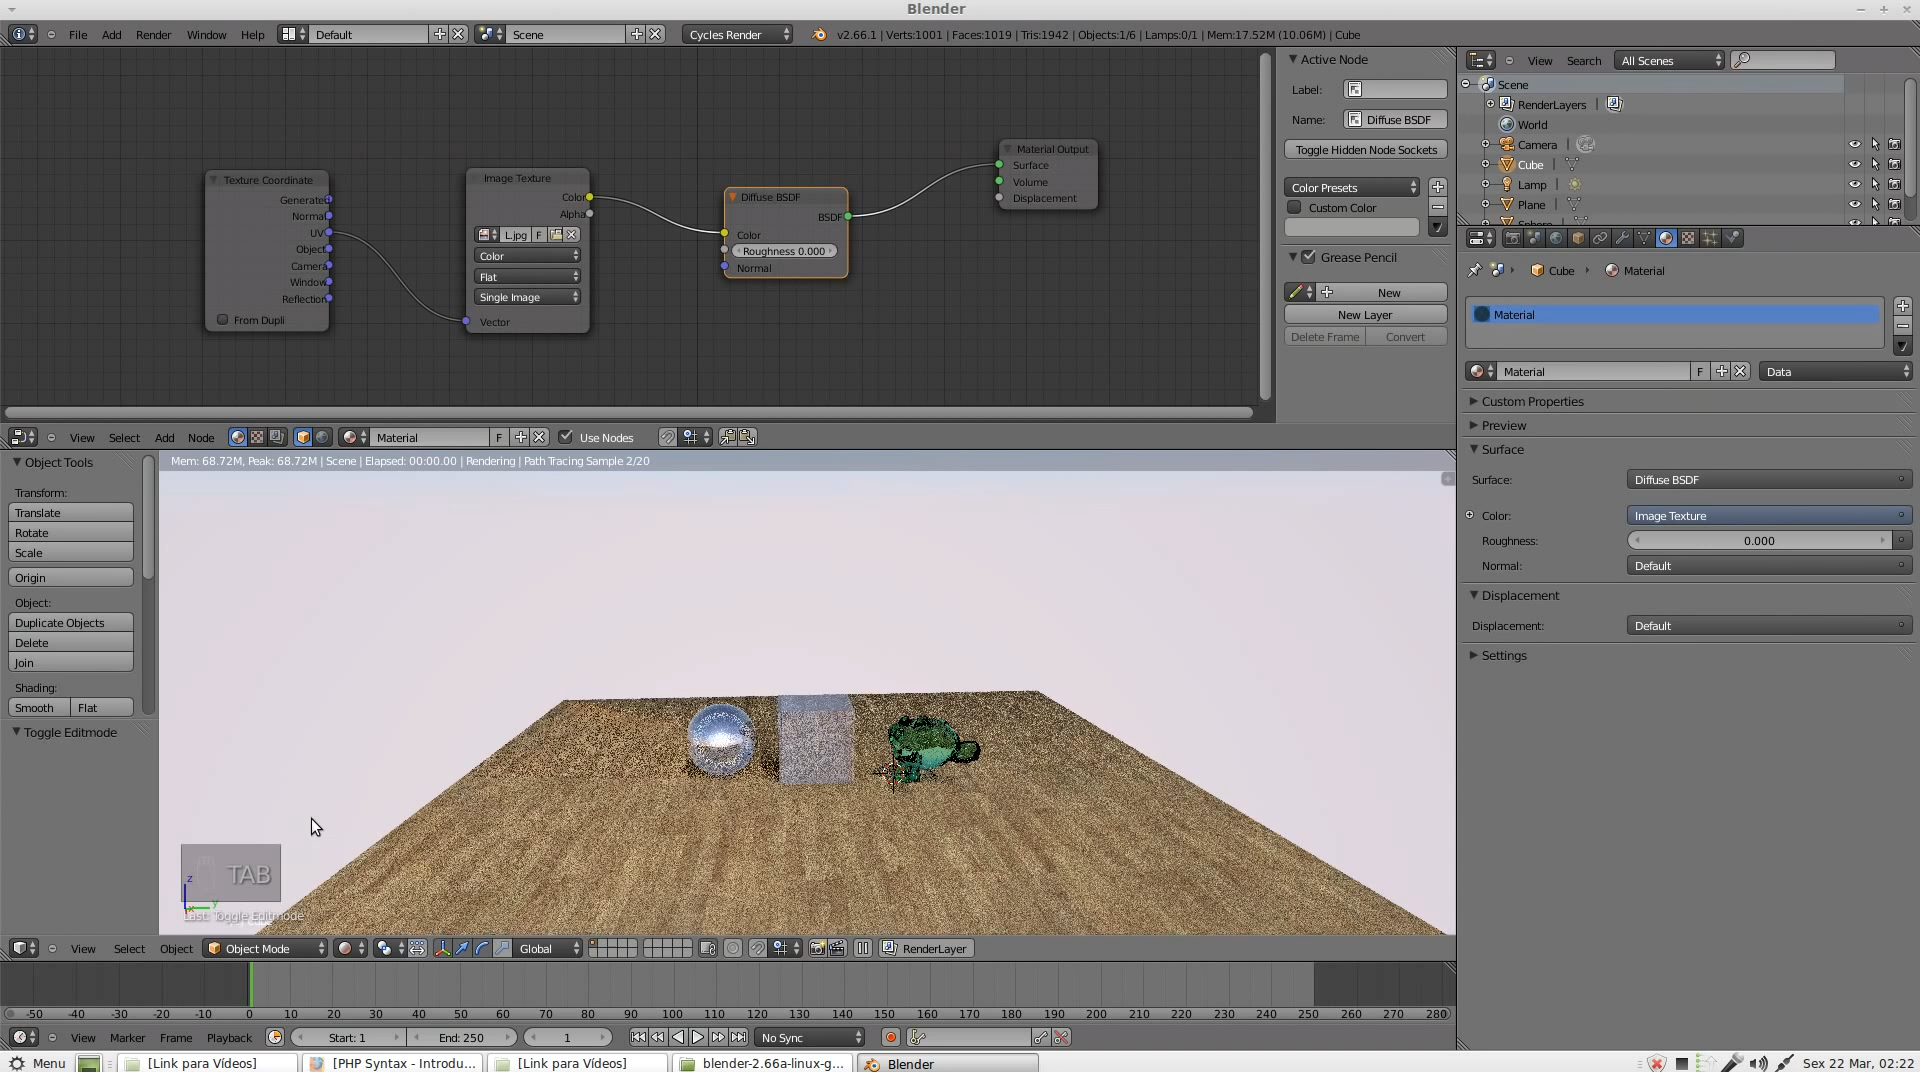 Blender
File Add Render Window Help Default Scene Cycles Render v2.66.1 | Verts:1001 | Faces:1019 | Tris:1942 | Objects:1/6 | Lamps:0/1 | Mem:17.52M (10.06M) | Cube
Texture Coordinate
Generated
Normal
UV
Object
Camera
Window
Reflection
From Dupli
Image Texture
Color
Alpha
L.jpg F
Color
Flat
Single Image
Vector
Diffuse BSDF
BSDF
Color
Roughness 0.000
Normal
Material Output
Surface
Volume
Displacement
Active Node
Label:
Name: Diffuse BSDF
Toggle Hidden Node Sockets
Color Presets
Custom Color
Grease Pencil
New
New Layer
Delete Frame Convert
View Search All Scenes
Scene
RenderLayers |
World
Camera |
Cube |
Lamp |
Plane |
Cube Material
Material
Material F Data
Custom Properties
Preview
Surface
Surface: Diffuse BSDF
Color: Image Texture
Roughness: 0.000
Normal: Default
Displacement
Displacement: Default
Settings
View Select Add Node Material F Use Nodes
Object Tools
Transform:
Translate
Rotate
Scale
Origin
Object:
Duplicate Objects
Delete
Join
Shading:
Smooth Flat
Toggle Editmode
Mem: 68.72M, Peak: 68.72M | Scene | Elapsed: 00:00.00 | Rendering | Path Tracing Sample 2/20
TAB
z
y
Last: Toggle Editmode
View Select Object Object Mode Global RenderLayer
-50 -40 -30 -20 -10 0 10 20 30 40 50 60 70 80 90 100 110 120 130 140 150 160 170 180 190 200 210 220 230 240 250 260 270 280
View Marker Frame Playback Start: 1 End: 250 1 No Sync
Menu [Link para Vídeos] [PHP Syntax - Introdu... [Link para Vídeos] blender-2.66a-linux-g... Blender Sex 22 Mar, 02:22